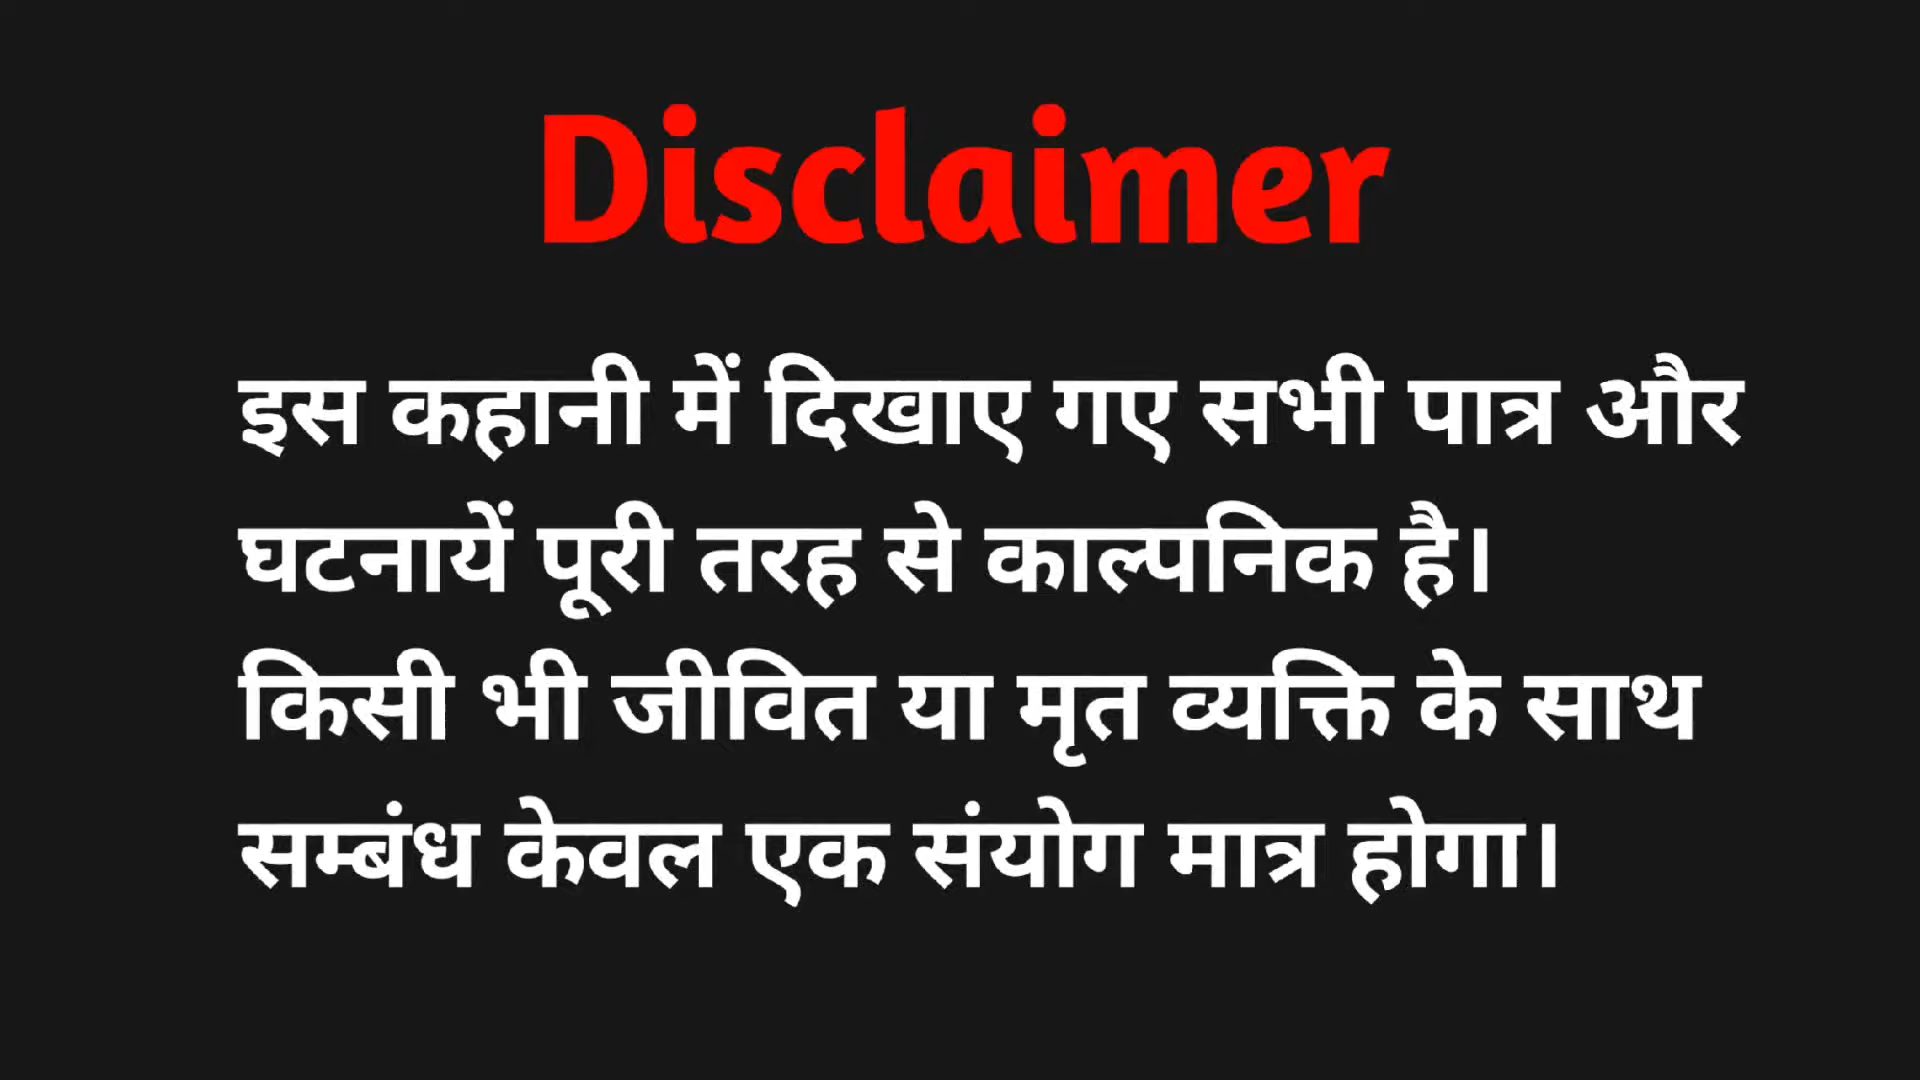 Disclaimer
इस कहानी में दिखाए गए सभी पात्र और
घटनायें पूरी तरह से काल्पनिक है।
किसी भी जीवित या मृत व्यक्ति के साथ
सम्बंध केवल एक संयोग मात्र होगा।